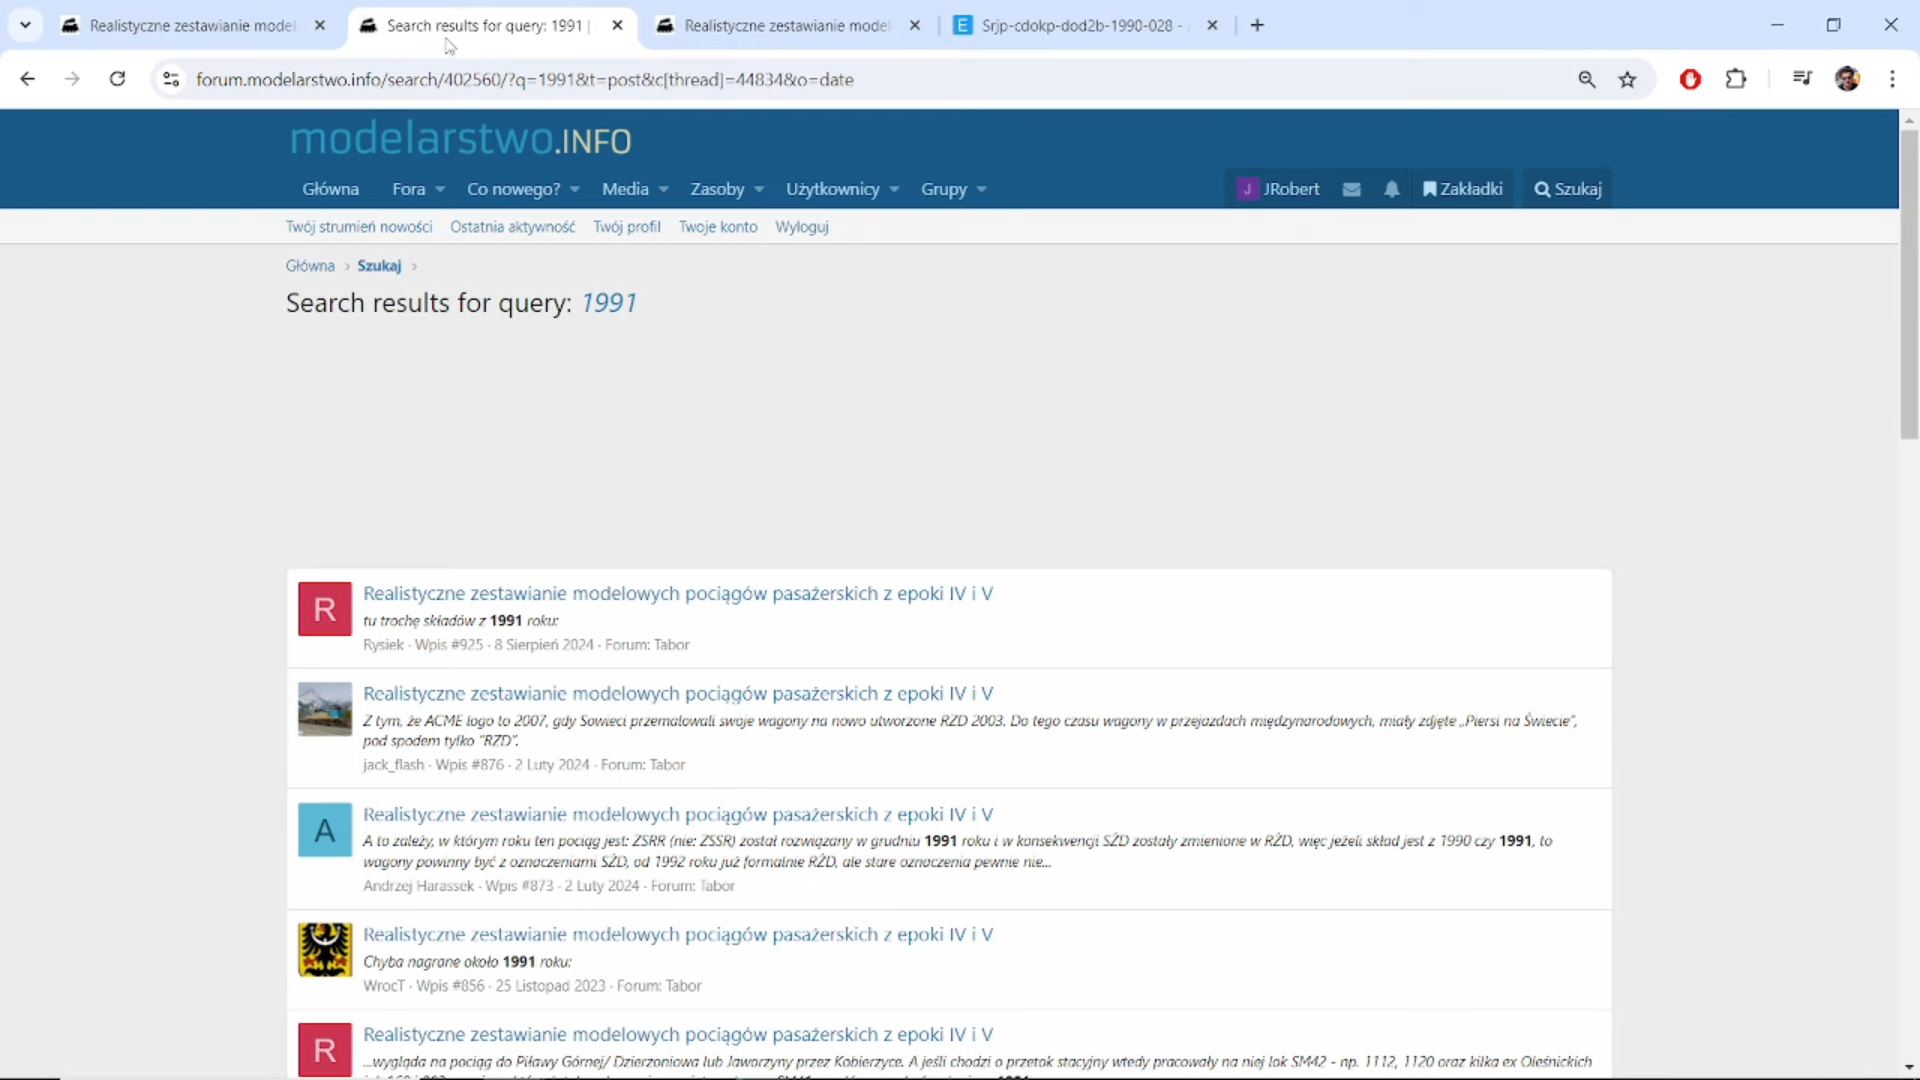 Realistyczne zestawianie model
Search results for query: 1991 |
Realistyczne zestawianie model
Srjp-cdokp-dod2b-1990-028 -
forum.modelarstwo.info/search/402560/?q=1991&t=post&c[thread]=44834&o=date
modelarstwo.INFO
Główna Fora Co nowego? Media Zasoby Użytkownicy Grupy J JRobert Zakładki Szukaj
Twój strumień nowości Ostatnia aktywność Twój profil Twoje konto Wyloguj
Główna › Szukaj ›
Search results for query: 1991
R
Realistyczne zestawianie modelowych pociągów pasażerskich z epoki IV i V
tu trochę składów z 1991 roku:
Rysiek · Wpis #925 · 8 Sierpień 2024 · Forum: Tabor
Realistyczne zestawianie modelowych pociągów pasażerskich z epoki IV i V
Z tym, że ACME logo to 2007, gdy Sowieci przemalowali swoje wagony na nowo utworzone RZD 2003. Do tego czasu wagony w przejazdach międzynarodowych, miały zdjęte „Piersi na Świecie”,
pod spodem tylko “RZD”.
jack_flash · Wpis #876 · 2 Luty 2024 · Forum: Tabor
A
Realistyczne zestawianie modelowych pociągów pasażerskich z epoki IV i V
A to zależy, w którym roku ten pociąg jest: ZSRR (nie: ZSSR) został rozwiązany w grudniu 1991 roku i w konsekwencji SŻD zostały zmienione w RŻD, więc jeżeli skład jest z 1990 czy 1991, to
wagony powinny być z oznaczeniami SŻD, od 1992 roku już formalnie RŻD, ale stare oznaczenia pewnie nie...
Andrzej Harassek · Wpis #873 · 2 Luty 2024 · Forum: Tabor
Realistyczne zestawianie modelowych pociągów pasażerskich z epoki IV i V
Chyba nagrane około 1991 roku:
WrocT · Wpis #856 · 25 Listopad 2023 · Forum: Tabor
R
Realistyczne zestawianie modelowych pociągów pasażerskich z epoki IV i V
...wygląda na pociąg do Piławy Górnej/ Dzierżoniowa lub Jaworzyny przez Kobierzyce. A jeśli chodzi o przetok stacyjny wtedy pracowały na niej lok SM42 - np. 1112, 1120 oraz kilka ex Oleśnickich